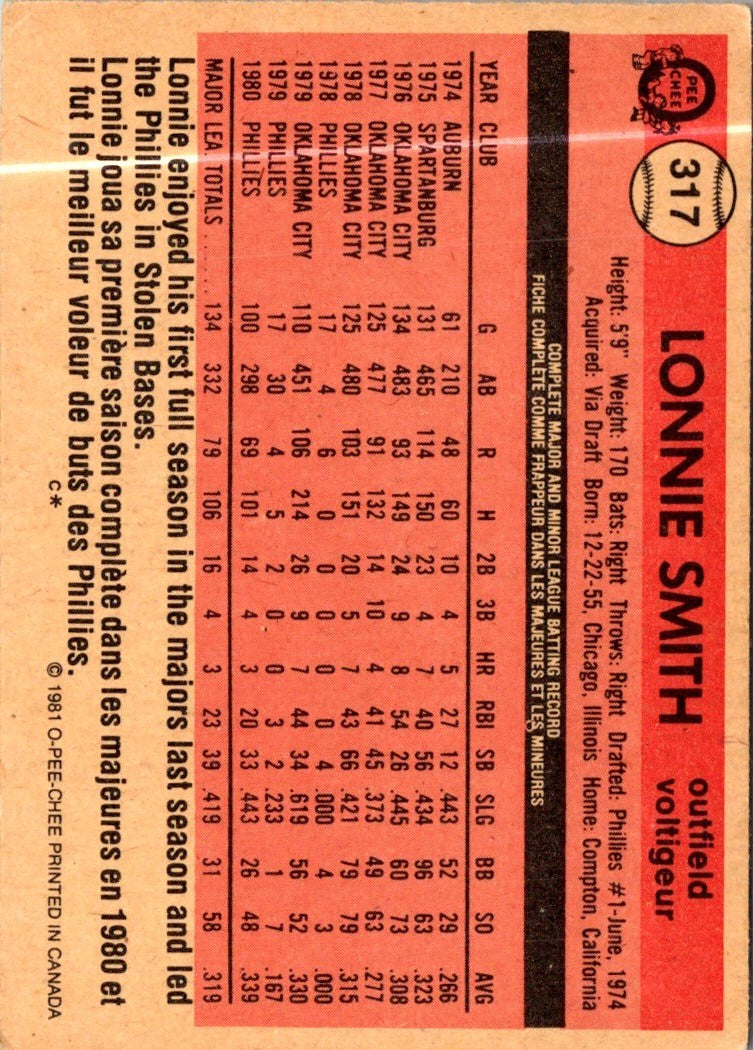 O
PEE
CHEE
317
LONNIE SMITH
outfield
voltigeur
Height: 5'9" Weight: 170 Bats: Right Throws: Right Drafted: Phillies #1-June, 1974
Acquired: Via Draft Born: 12-22-55, Chicago, Illinois Home: Compton, California
COMPLETE MAJOR AND MINOR LEAGUE BATTING RECORD
FICHE COMPLÈTE COMME FRAPPEUR DANS LES MAJEURES ET LES MINEURES
YEAR CLUB G AB R H 2B 3B HR RBI SB SLG BB SO AVG
1974 AUBURN 61 210 48 60 10 4 5 27 12 .443 52 29 .266
1975 SPARTANBURG 131 465 114 150 23 4 7 40 56 .434 96 63 .323
1976 OKLAHOMA CITY 134 483 93 149 24 9 8 54 26 .445 60 73 .308
1977 OKLAHOMA CITY 125 477 91 132 14 10 4 41 45 .373 49 63 .277
1978 OKLAHOMA CITY 125 480 103 151 20 5 7 43 66 .421 79 79 .315
1978 PHILLIES 17 4 6 0 0 0 0 0 4 .000 4 3 .000
1979 OKLAHOMA CITY 110 451 106 214 26 9 7 44 34 .619 56 52 .330
1979 PHILLIES 17 30 4 5 2 0 0 3 2 .233 1 7 .167
1980 PHILLIES 100 298 69 101 14 4 3 20 33 .443 26 48 .339
MAJOR LEA TOTALS ..... 134 332 79 106 16 4 3 23 39 .419 31 58 .319
Lonnie enjoyed his first full season in the majors last season and led
the Phillies in Stolen Bases.
Lonnie joua sa première saison complète dans les majeures en 1980 et
il fut le meilleur voleur de buts des Phillies.
C*
© 1981 O-PEE-CHEE PRINTED IN CANADA